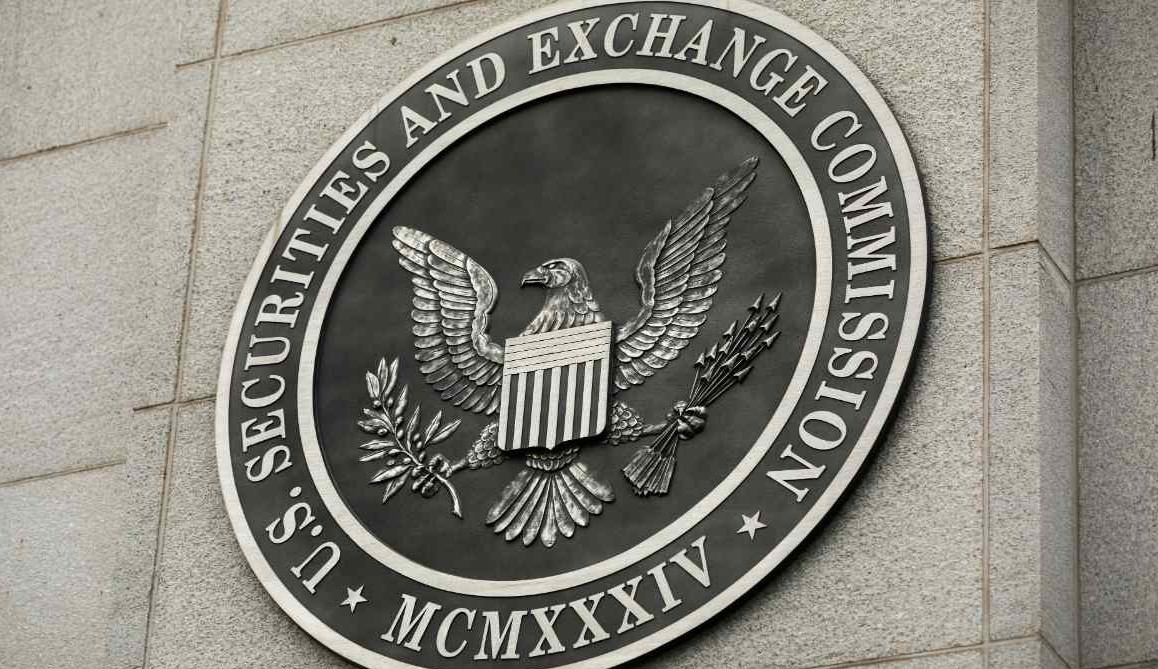 U.S. SECURITIES AND EXCHANGE COMMISSION
MCMXXXIV